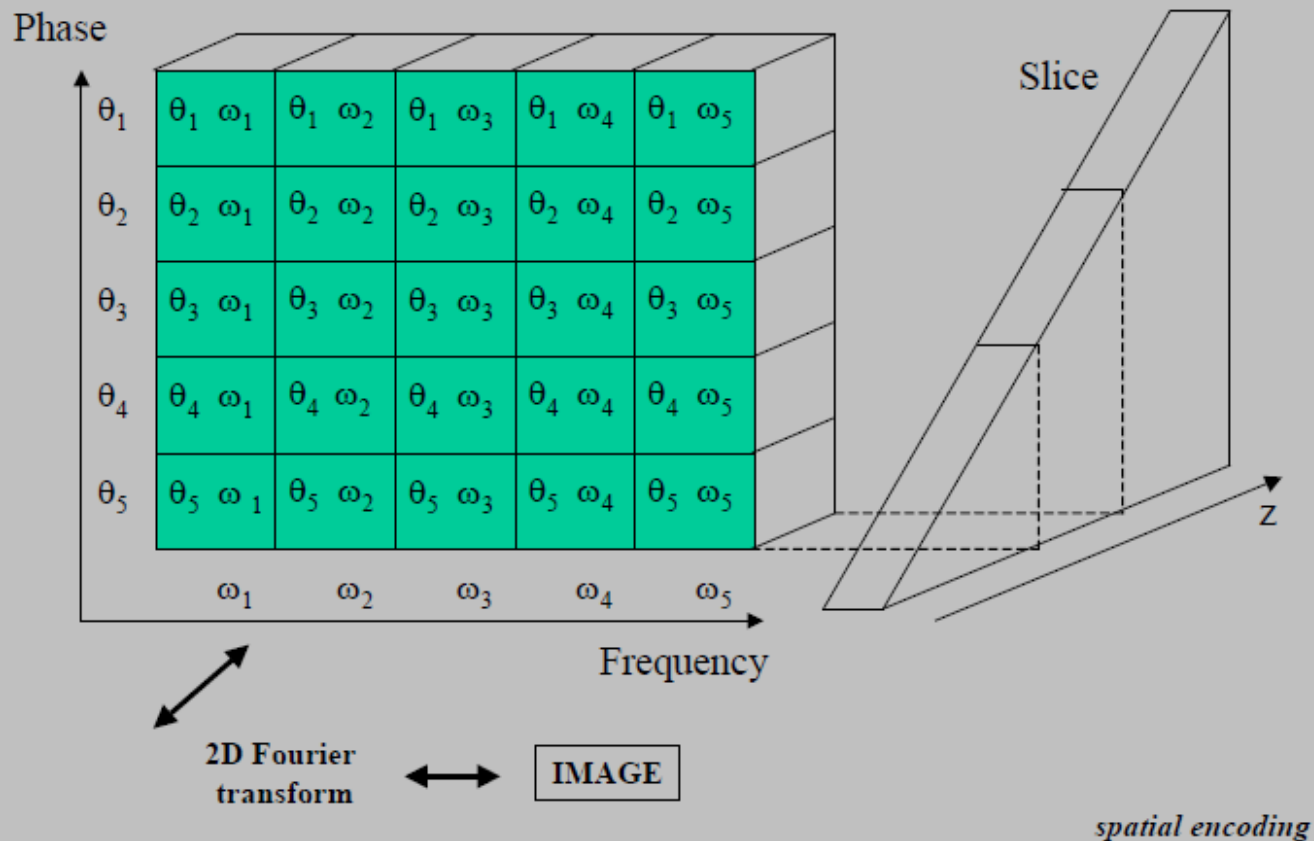 Phase
Slice
θ1 θ1 ω1 θ1 ω2 θ1 ω3 θ1 ω4 θ1 ω5
θ2 θ2 ω1 θ2 ω2 θ2 ω3 θ2 ω4 θ2 ω5
θ3 θ3 ω1 θ3 ω2 θ3 ω3 θ3 ω4 θ3 ω5
θ4 θ4 ω1 θ4 ω2 θ4 ω3 θ4 ω4 θ4 ω5
θ5 θ5 ω1 θ5 ω2 θ5 ω3 θ5 ω4 θ5 ω5
z
ω1 ω2 ω3 ω4 ω5
Frequency
2D Fourier
transform
IMAGE
spatial encoding